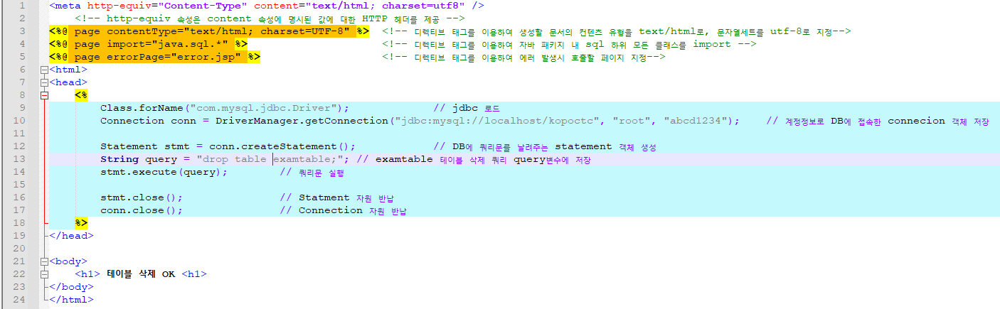 1 <meta http-equiv="Content-Type" content="text/html; charset=utf8" />
2 <!-- http-equiv 속성은 content 속성에 명시된 값에 대한 HTTP 헤더를 제공 -->
3 <%@ page contentType="text/html; charset=UTF-8" %> <!-- 디렉티브 태그를 이용하여 생성할 문서의 컨텐츠 유형을 text/html로, 문자열세트를 utf-8로 지정-->
4 <%@ page import="java.sql.*" %> <!-- 디렉티브 태그를 이용하여 자바 패키지 내 sql 하위 모든 클래스를 import -->
5 <%@ page errorPage="error.jsp" %> <!-- 디렉티브 태그를 이용하여 에러 발생시 호출할 페이지 지정-->
6 <html>
7 <head>
8 <%
9 Class.forName("com.mysql.jdbc.Driver"); // jdbc 로드
10 Connection conn = DriverManager.getConnection("jdbc:mysql://localhost/kopoctc", "root", "abcd1234"); // 계정정보로 DB에 접속한 connecion 객체 저장
11
12 Statement stmt = conn.createStatement(); // DB에 쿼리문를 날려주는 statement 객체 생성
13 String query = "drop table examtable;"; // examtable 테이블 삭제 쿼리 query변수에 저장
14 stmt.execute(query); // 쿼리문 실행
15
16 stmt.close(); // Statment 자원 반납
17 conn.close(); // Connection 자원 반납
18 %>
19 </head>
20
21 <body>
22 <h1> 테이블 삭제 OK <h1>
23 </body>
24 </html>